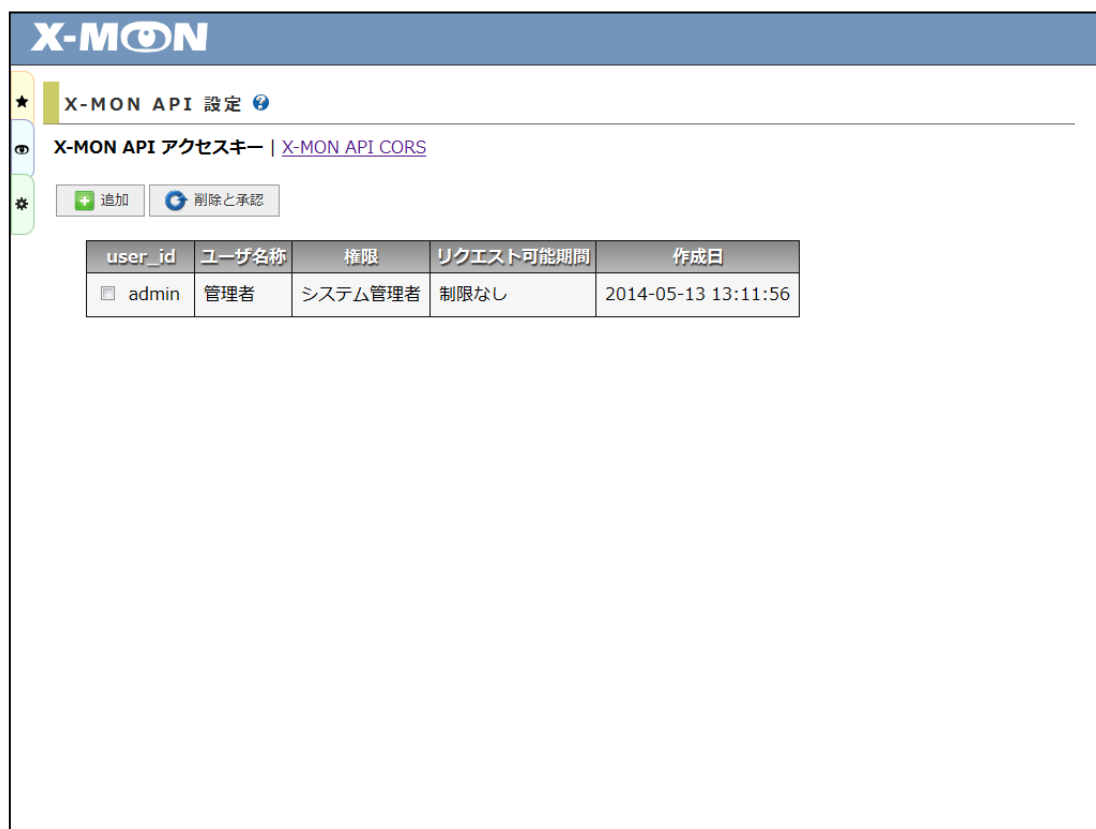 X-MON
X-MON API 設定
X-MON API アクセスキー | X-MON API CORS
追加 削除と承認
user_id ユーザ名称 権限 リクエスト可能期間 作成日
admin 管理者 システム管理者 制限なし 2014-05-13 13:11:56